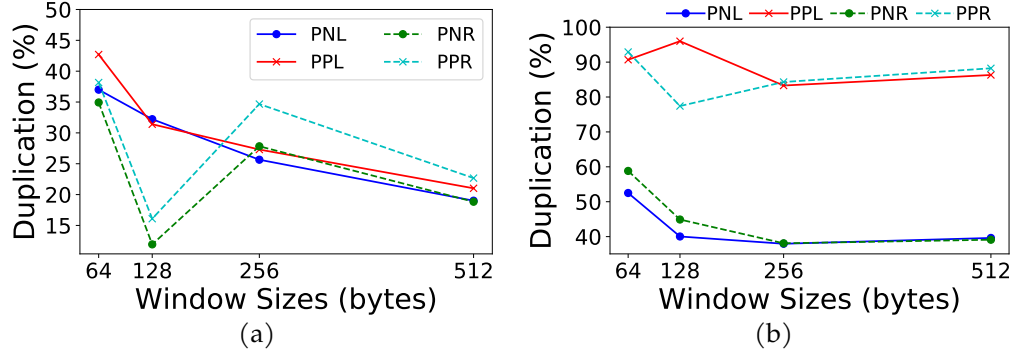 50
45
40
35
30
25
20
15
Duplication (%)
PNL
PNR
PPL
PPR
64
128
256
512
Window Sizes (bytes)
(a)
PNL
PPL
PNR
PPR
100
90
80
70
60
50
40
Duplication (%)
64
128
256
512
Window Sizes (bytes)
(b)